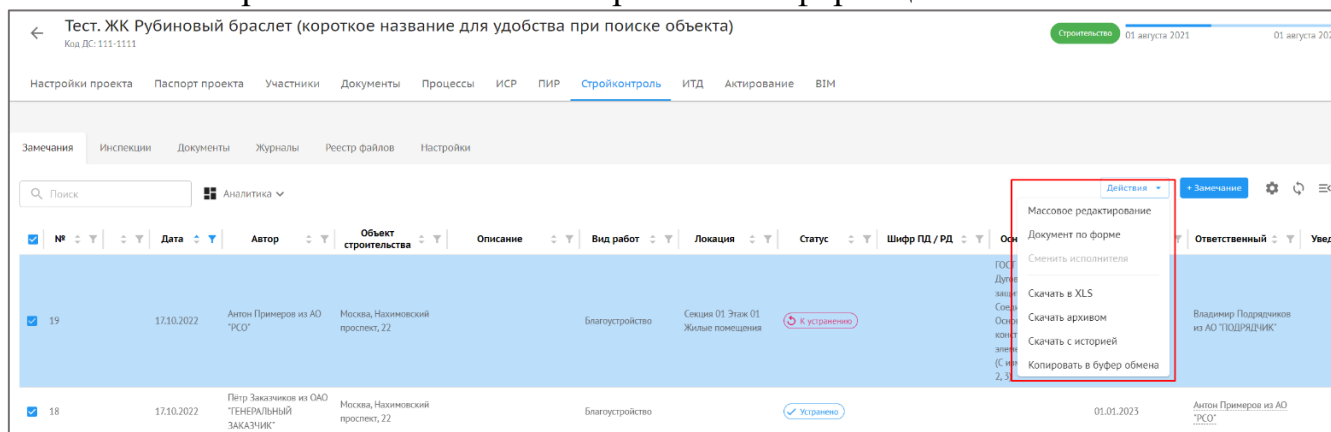 Тест. ЖК Рубиновый браслет (короткое название для удобства при поиске объекта)
Код ДС: 111-1111
Строительство 01 августа 2021 01 августа 202
Настройки проекта Паспорт проекта Участники Документы Процессы ИСР ПИР Стройконтроль ИТД Актирование BIM
Замечания Инспекции Документы Журналы Реестр файлов Настройки
Поиск Аналитика Действия + Замечание
№ Дата Автор Объект строительства Описание Вид работ Локация Статус Шифр ПД / РД Осн Ответственный Увед
Массовое редактирование
Документ по форме
Сменить исполнителя
Скачать в XLS
Скачать архивом
Скачать с историей
Копировать в буфер обмена
19 17.10.2022 Антон Примеров из АО Москва, Нахимовский Благоустройство Секция 01 Этаж 01 К устранению Владимир Подрядчиков
"РСО" проспект, 22 Жилые помещения из АО "ПОДРЯДЧИК"
ГОСТ
2, 3)
18 17.10.2022 Пётр Заказчиков из ОАО Москва, Нахимовский Благоустройство Устранено 01.01.2023 Антон Примеров из АО
"ГЕНЕРАЛЬНЫЙ проспект, 22 "РСО"
ЗАКАЗЧИК"